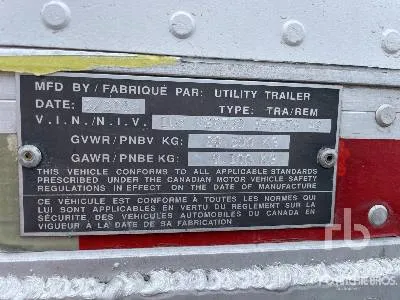 MFD BY / FABRIQUÉ PAR: UTILITY TRAILER
DATE: TYPE: TRA/REM
V.I.N./N.I.V.
GVWR / PNBV KG:
GAWR / PNBE KG:
THIS VEHICLE CONFORMS TO ALL APPLICABLE STANDARDS
PRESCRIBED UNDER THE CANADIAN MOTOR VEHICLE SAFETY
REGULATIONS IN EFFECT ON THE DATE OF MANUFACTURE
CE VÉHICULE EST CONFORME À TOUTES LES NORMES QUI
LUI SONT APPLICABLES EN VERTU DU RÈGLEMENT SUR LA
SÉCURITÉ DES VÉHICULES AUTOMOBILES DU CANADA EN
VIGUEUR A LA DATE DE SA FABRICATION
rb
RITCHIE BROS.